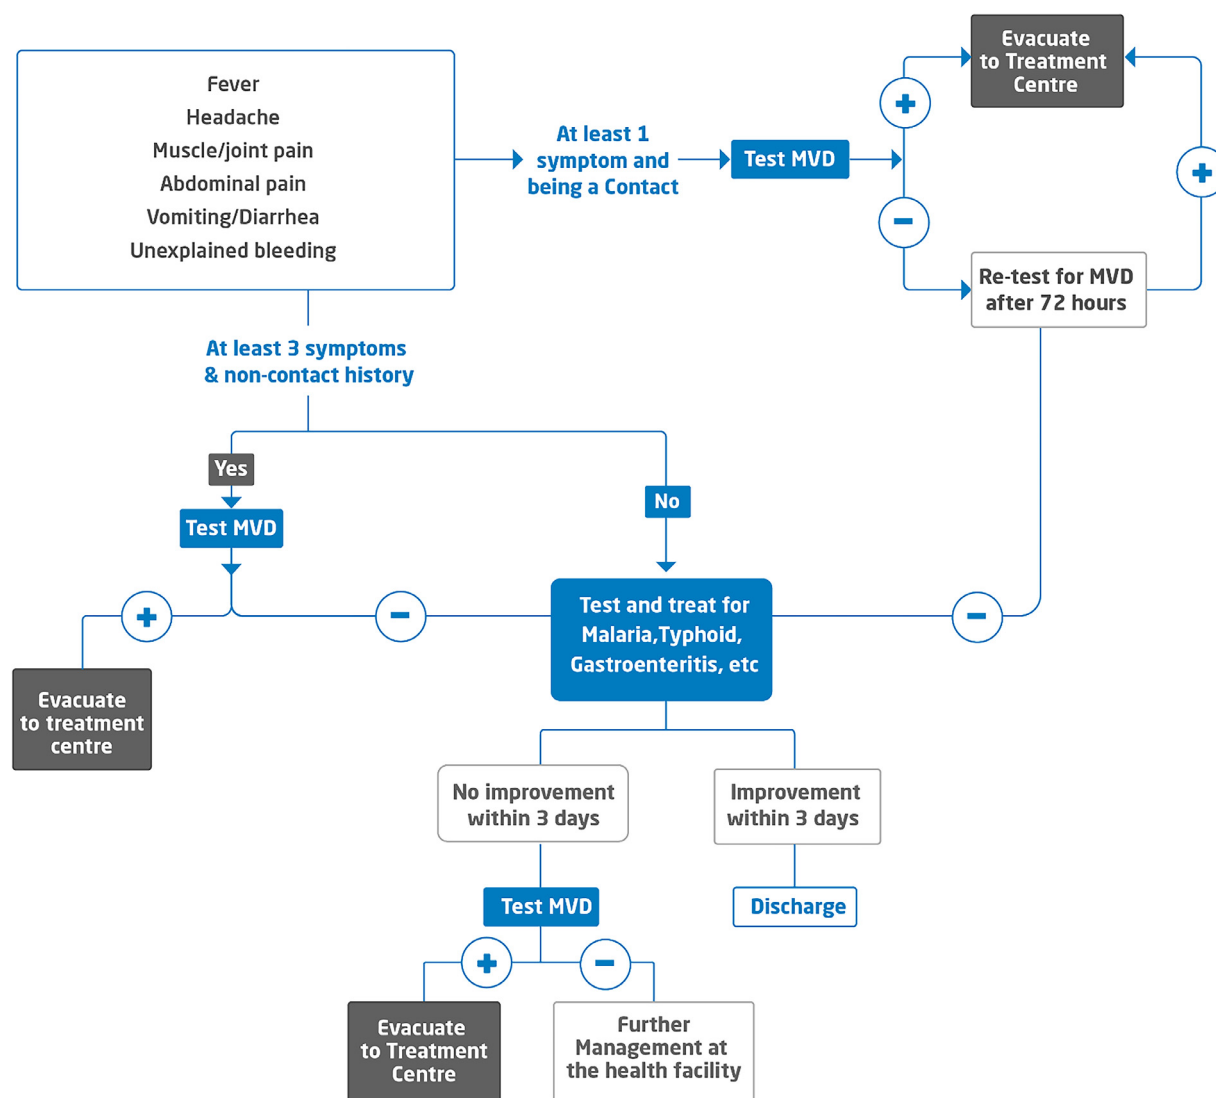 Fever
Headache
Muscle/joint pain
Abdominal pain
Vomiting/Diarrhea
Unexplained bleeding
At least 1
symptom and
being a Contact
Test MVD
+
Evacuate
to Treatment
Centre
+
−
Re-test for MVD
after 72 hours
At least 3 symptoms
& non-contact history
Yes
No
Test MVD
+
−
Test and treat for
Malaria,Typhoid,
Gastroenteritis, etc
−
Evacuate
to treatment
centre
No improvement
within 3 days
Improvement
within 3 days
Test MVD
Discharge
+
−
Evacuate
to Treatment
Centre
Further
Management at
the health facility